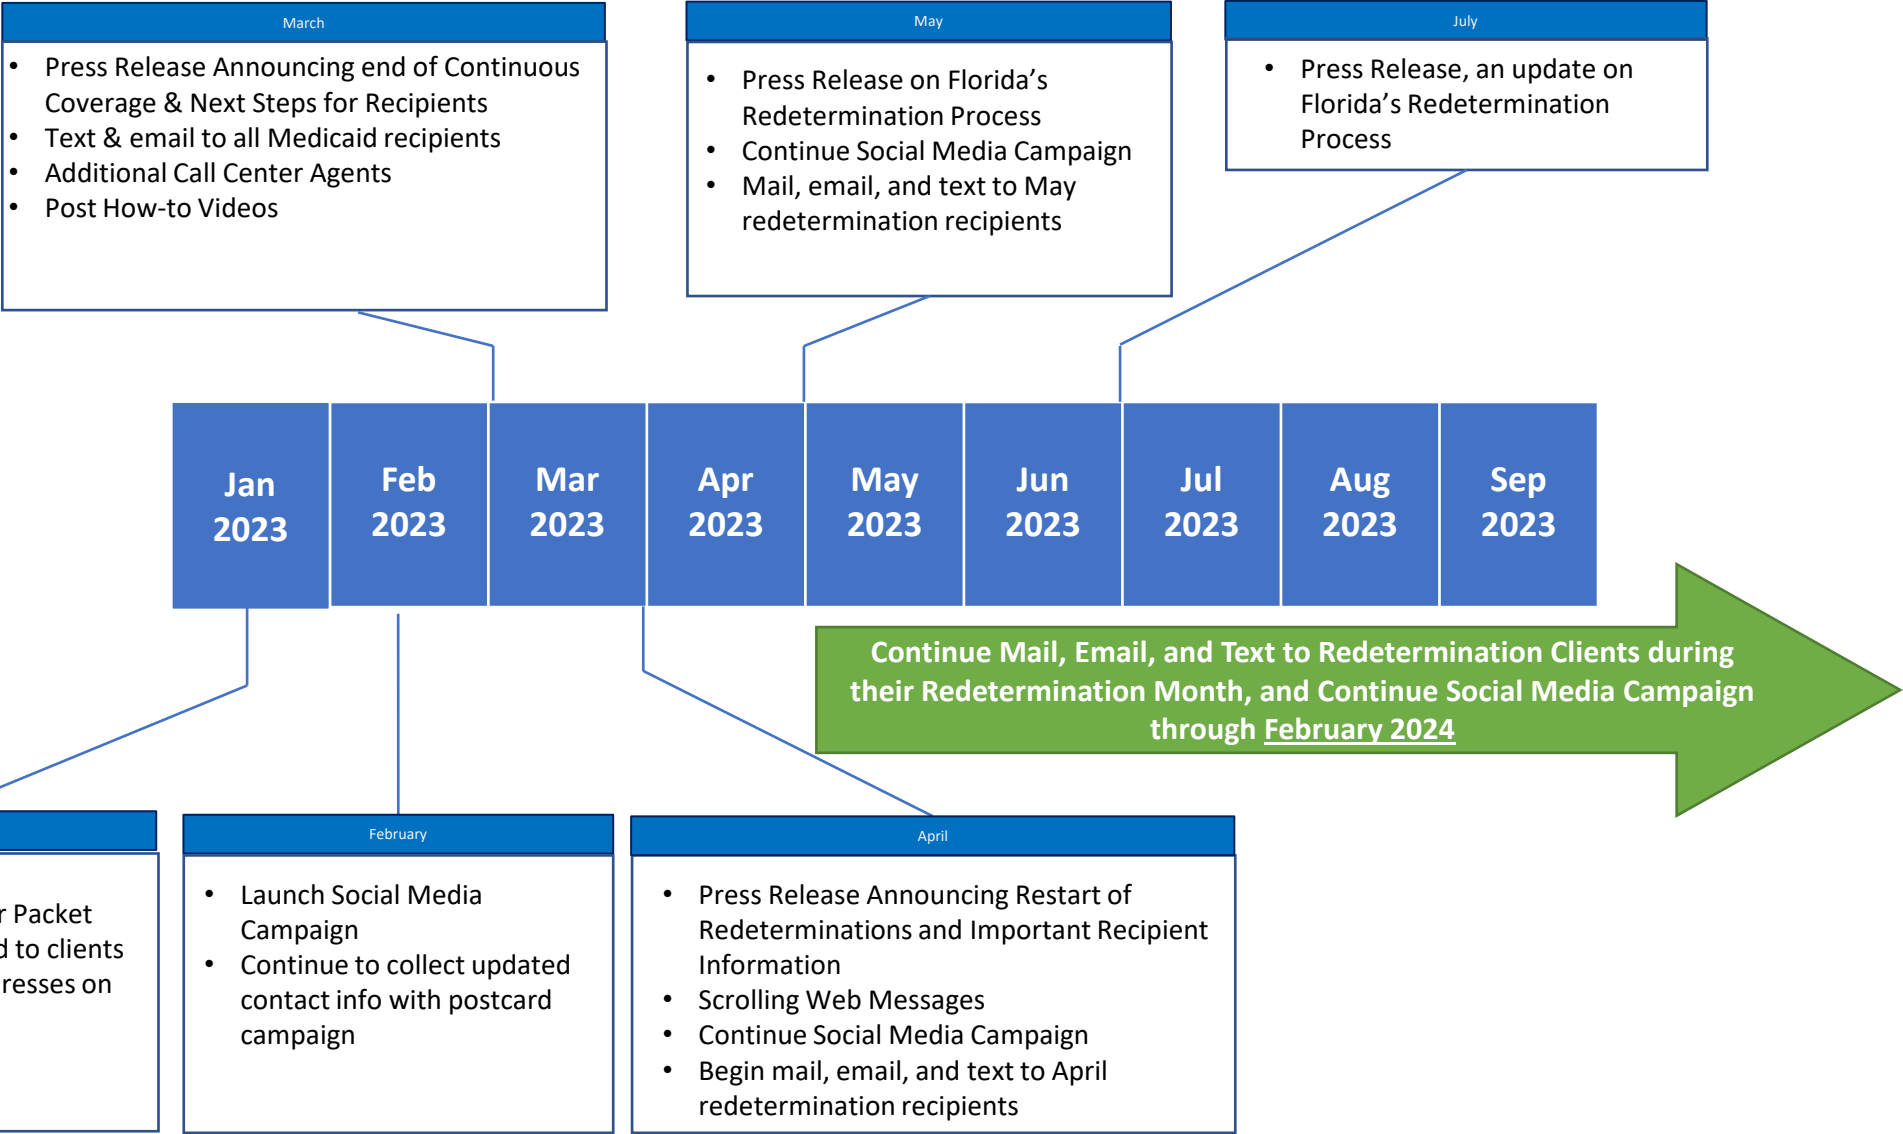 March
• Press Release Announcing end of Continuous
Coverage & Next Steps for Recipients
• Text & email to all Medicaid recipients
• Additional Call Center Agents
• Post How-to Videos
May
• Press Release on Florida’s
Redetermination Process
• Continue Social Media Campaign
• Mail, email, and text to May
redetermination recipients
July
• Press Release, an update on
Florida’s Redetermination
Process
Jan
2023
Feb
2023
Mar
2023
Apr
2023
May
2023
Jun
2023
Jul
2023
Aug
2023
Sep
2023
Continue Mail, Email, and Text to Redetermination Clients during
their Redetermination Month, and Continue Social Media Campaign
through February 2024
Packet
to clients
on
February
• Launch Social Media
Campaign
• Continue to collect updated
contact info with postcard
campaign
April
• Press Release Announcing Restart of
Redeterminations and Important Recipient
Information
• Scrolling Web Messages
• Continue Social Media Campaign
• Begin mail, email, and text to April
redetermination recipients